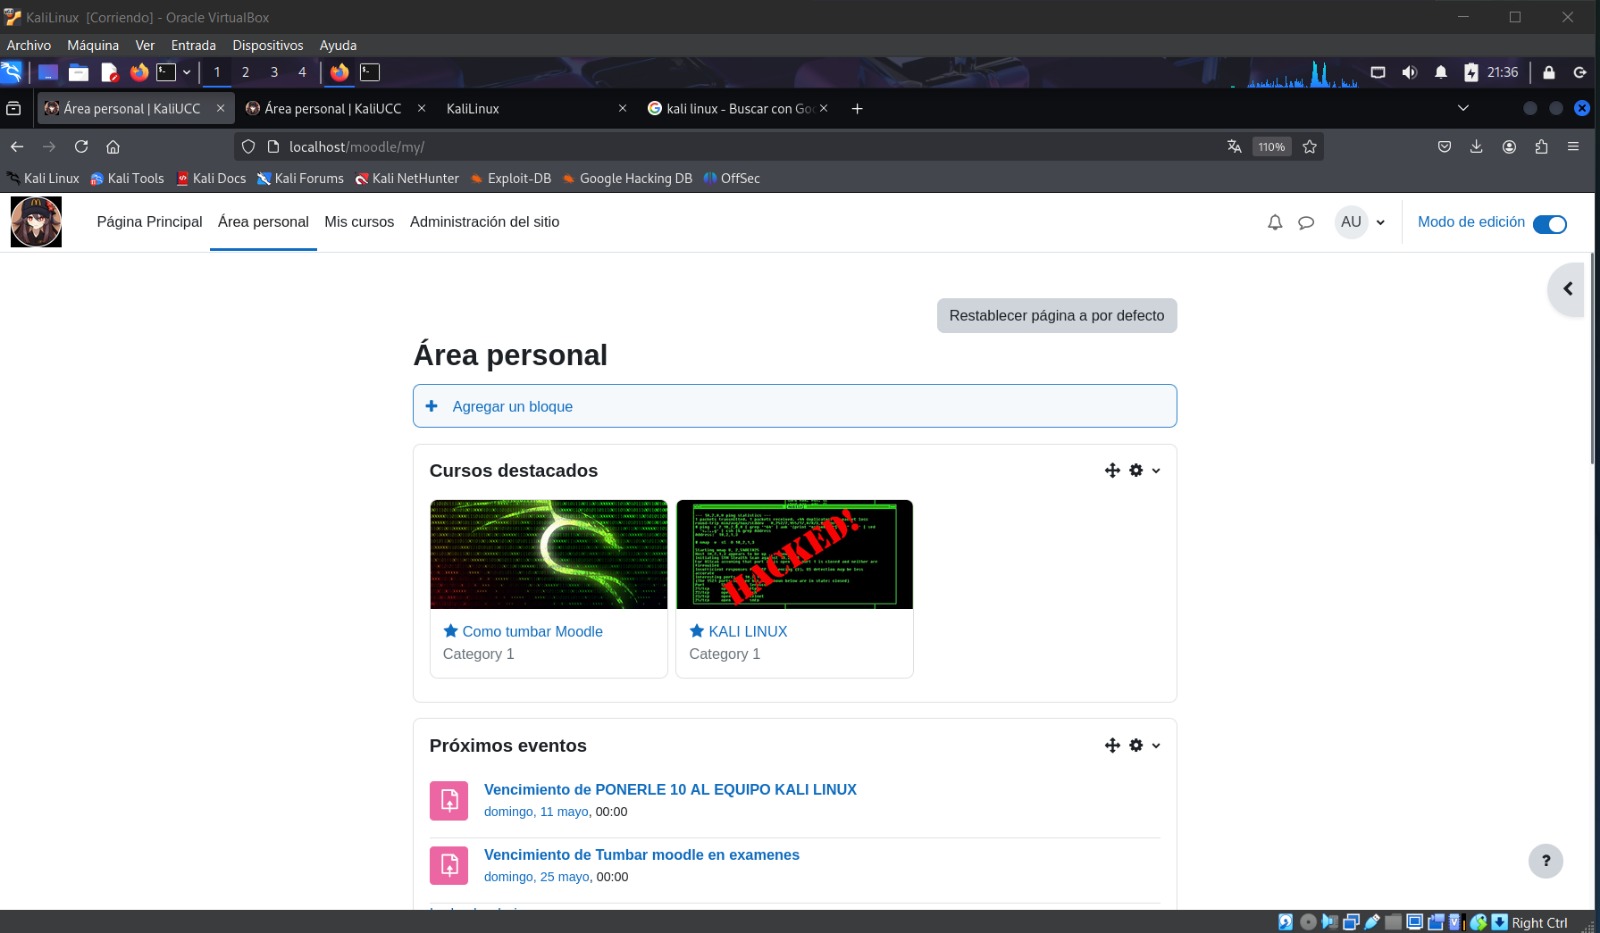 KaliLinux [Corriendo] - Oracle VirtualBox
Archivo Máquina Ver Entrada Dispositivos Ayuda
1 2 3 4 21:36
Área personal | KaliUCC Área personal | KaliUCC KaliLinux kali linux - Buscar con Goo
localhost/moodle/my/ 110%
Kali Linux Kali Tools Kali Docs Kali Forums Kali NetHunter Exploit-DB Google Hacking DB OffSec
Página Principal Área personal Mis cursos Administración del sitio AU Modo de edición
Restablecer página a por defecto
Área personal
Agregar un bloque
Cursos destacados
HACKED!
Como tumbar Moodle KALI LINUX
Category 1 Category 1
Próximos eventos
Vencimiento de PONERLE 10 AL EQUIPO KALI LINUX
domingo, 11 mayo, 00:00
Vencimiento de Tumbar moodle en examenes
domingo, 25 mayo, 00:00
?
Right Ctrl